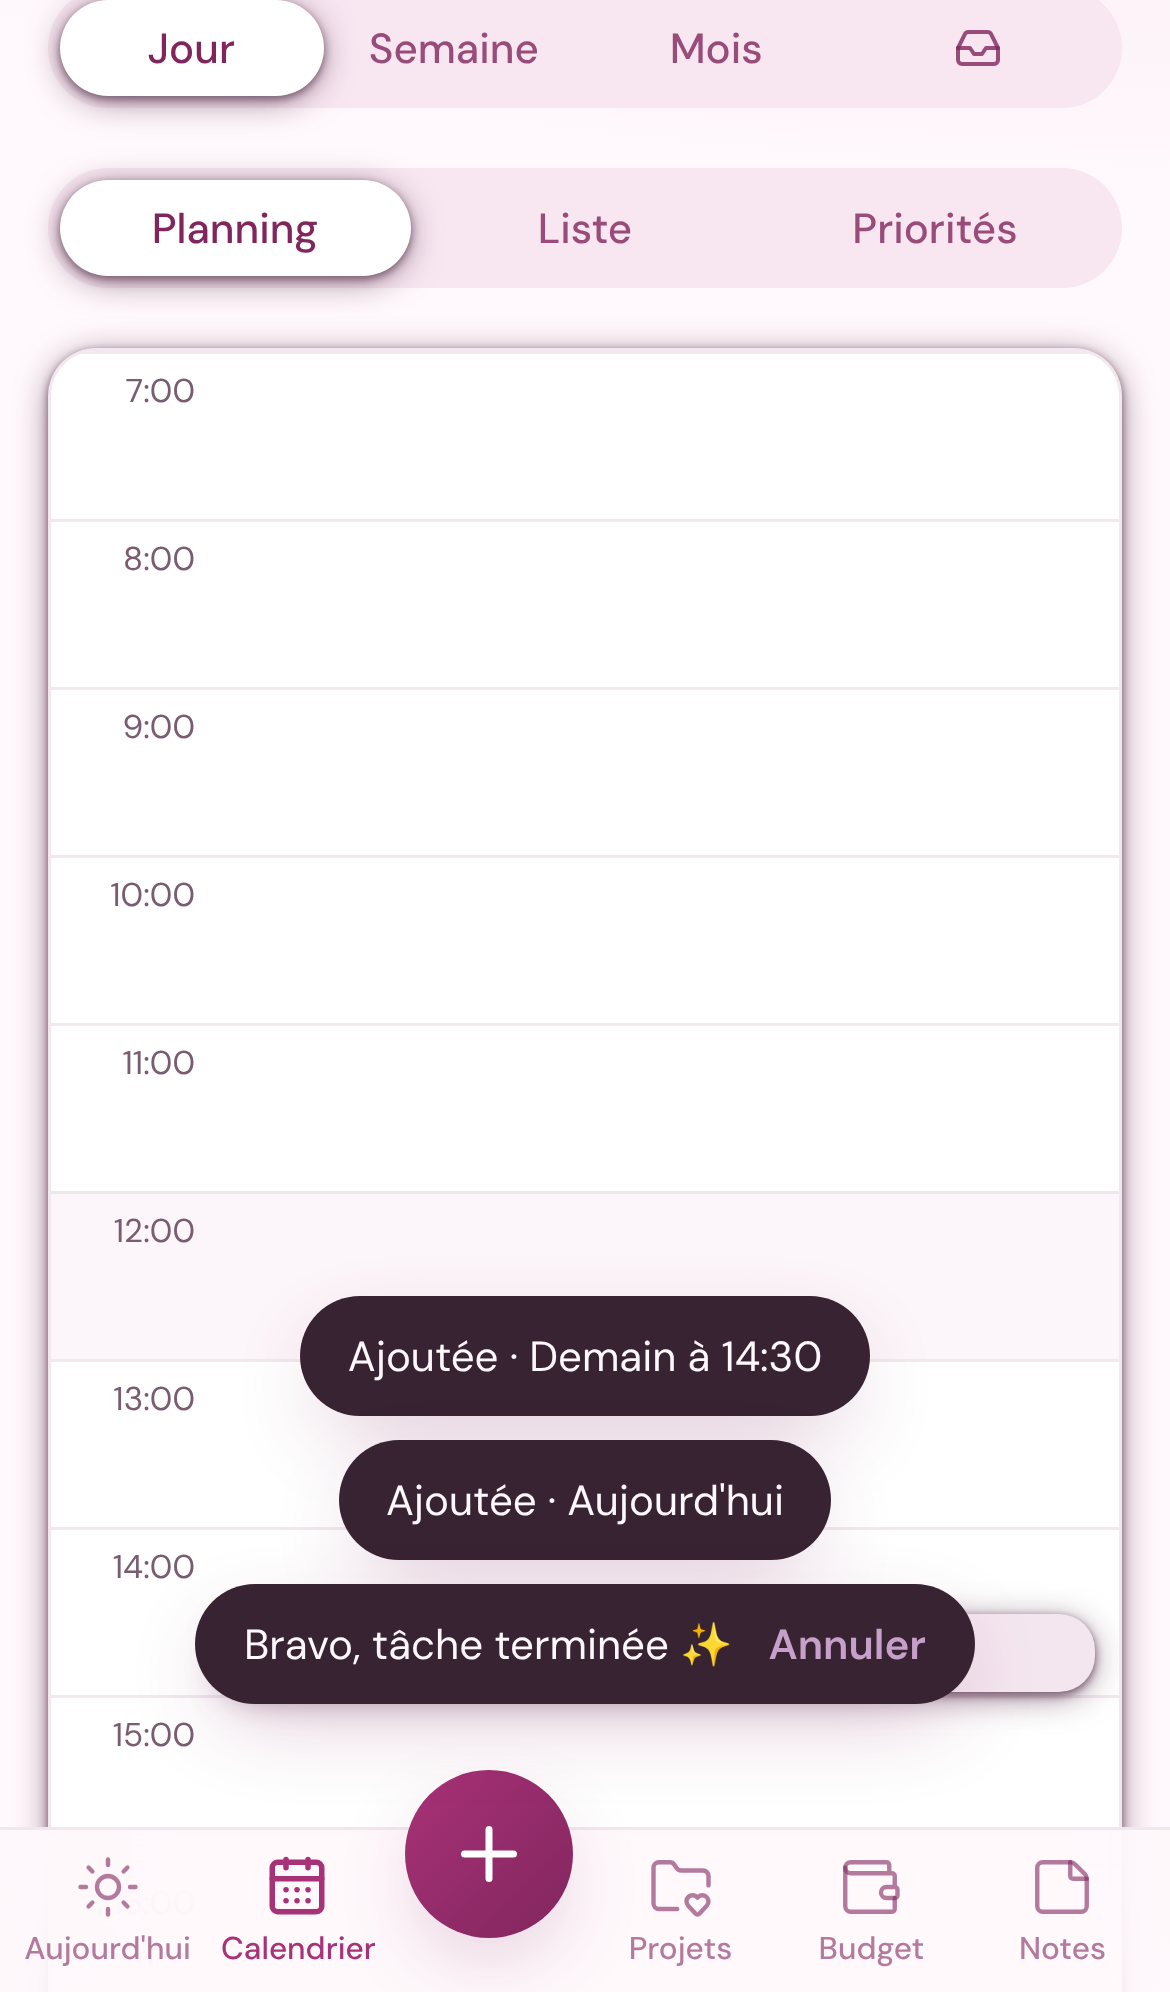 Jour Semaine Mois
Planning Liste Priorités
7:00
8:00
9:00
10:00
11:00
12:00
Ajoutée · Demain à 14:30
13:00
Ajoutée · Aujourd'hui
14:00
Bravo, tâche terminée ✨ Annuler
15:00
Aujourd'hui Calendrier Projets Budget Notes